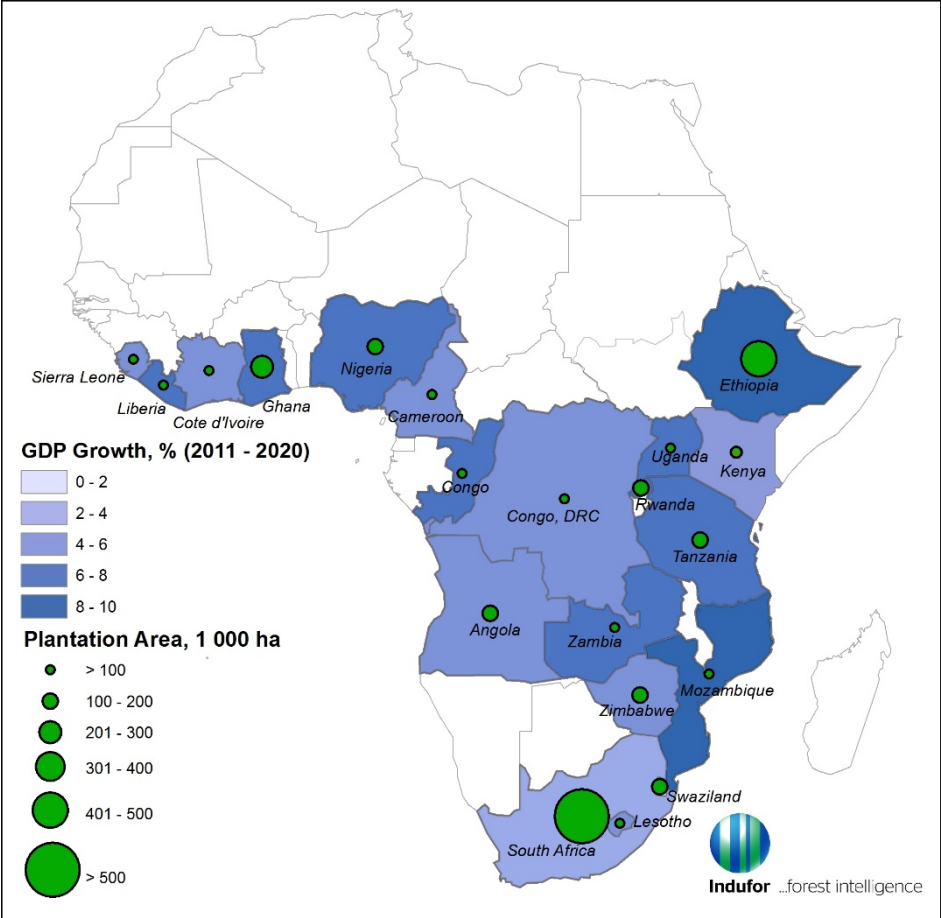 Sierra Leone
Liberia
Cote d'Ivoire
Ghana
Nigeria
Cameroon
Ethiopia
Uganda
Kenya
Congo
Congo, DRC
Rwanda
Tanzania
Angola
Zambia
Mozambique
Zimbabwe
Swaziland
Lesotho
South Africa
GDP Growth, % (2011 - 2020)
0 - 2
2 - 4
4 - 6
6 - 8
8 - 10
Plantation Area, 1 000 ha
> 100
100 - 200
201 - 300
301 - 400
401 - 500
> 500
Indufor ...forest intelligence